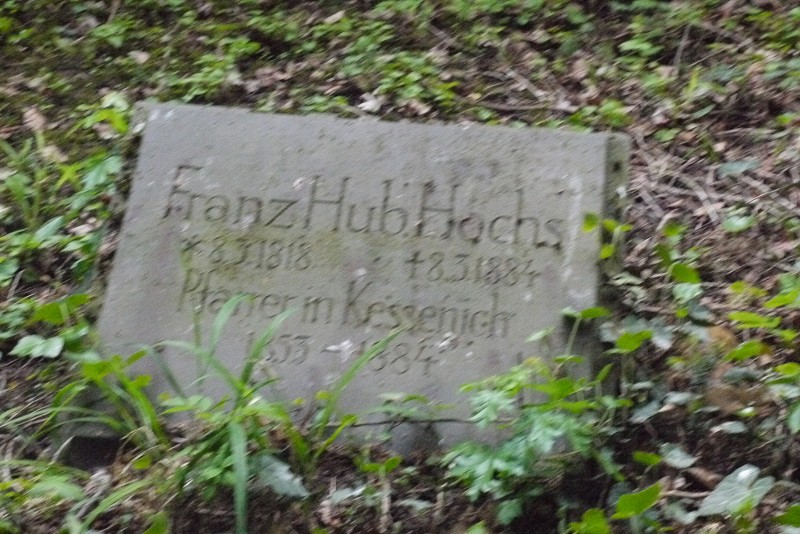 Franz Hub. Hochs
* 8.3.1818 † 8.3.1884
Pfarrer in Kessenich
1853 - 1884